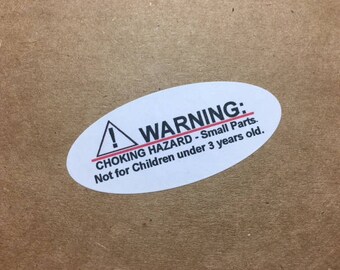 WARNING:
CHOKING HAZARD - Small Parts.
Not for Children under 3 years old.